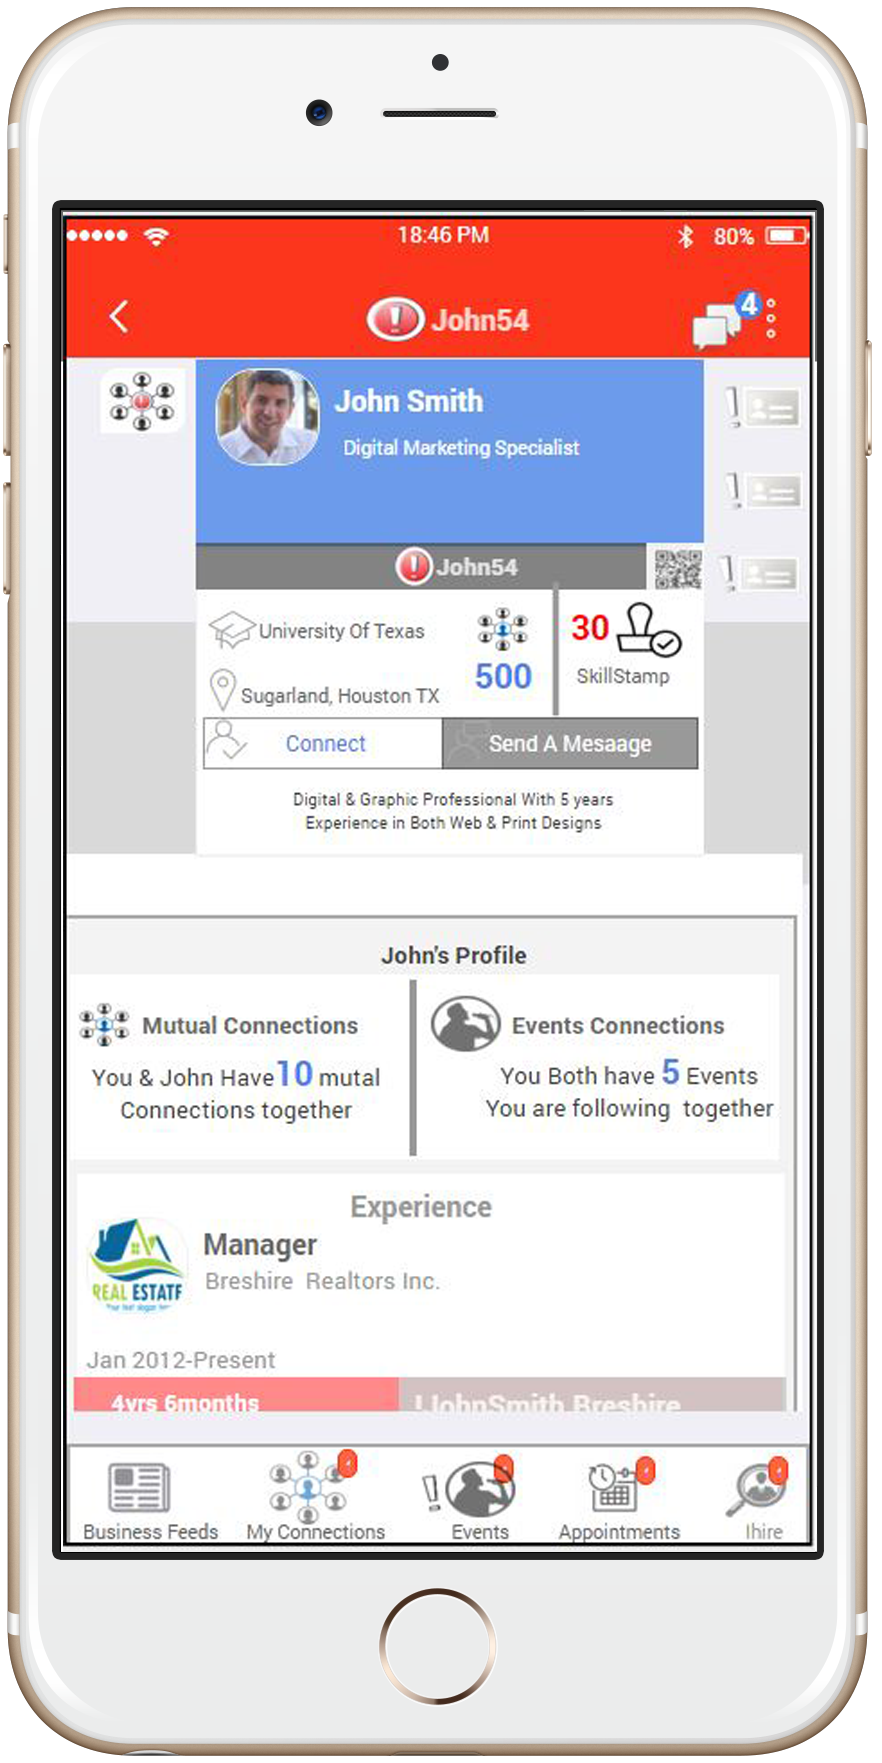 18:46 PM
80%
John54
4
John Smith
Digital Marketing Specialist
John54
University Of Texas
500
30
SkillStamp
Sugarland, Houston TX
Connect
Send A Mesaage
Digital & Graphic Professional With 5 years
Experience in Both Web & Print Designs
John's Profile
Mutual Connections
You & John Have 10 mutal
Connections together
Events Connections
You Both have 5 Events
You are following together
Experience
Manager
Breshire Realtors Inc.
REAL ESTATE
Jan 2012-Present
4yrs 6months
!JohnSmith Breshire
Business Feeds
My Connections
Events
Appointments
Ihire